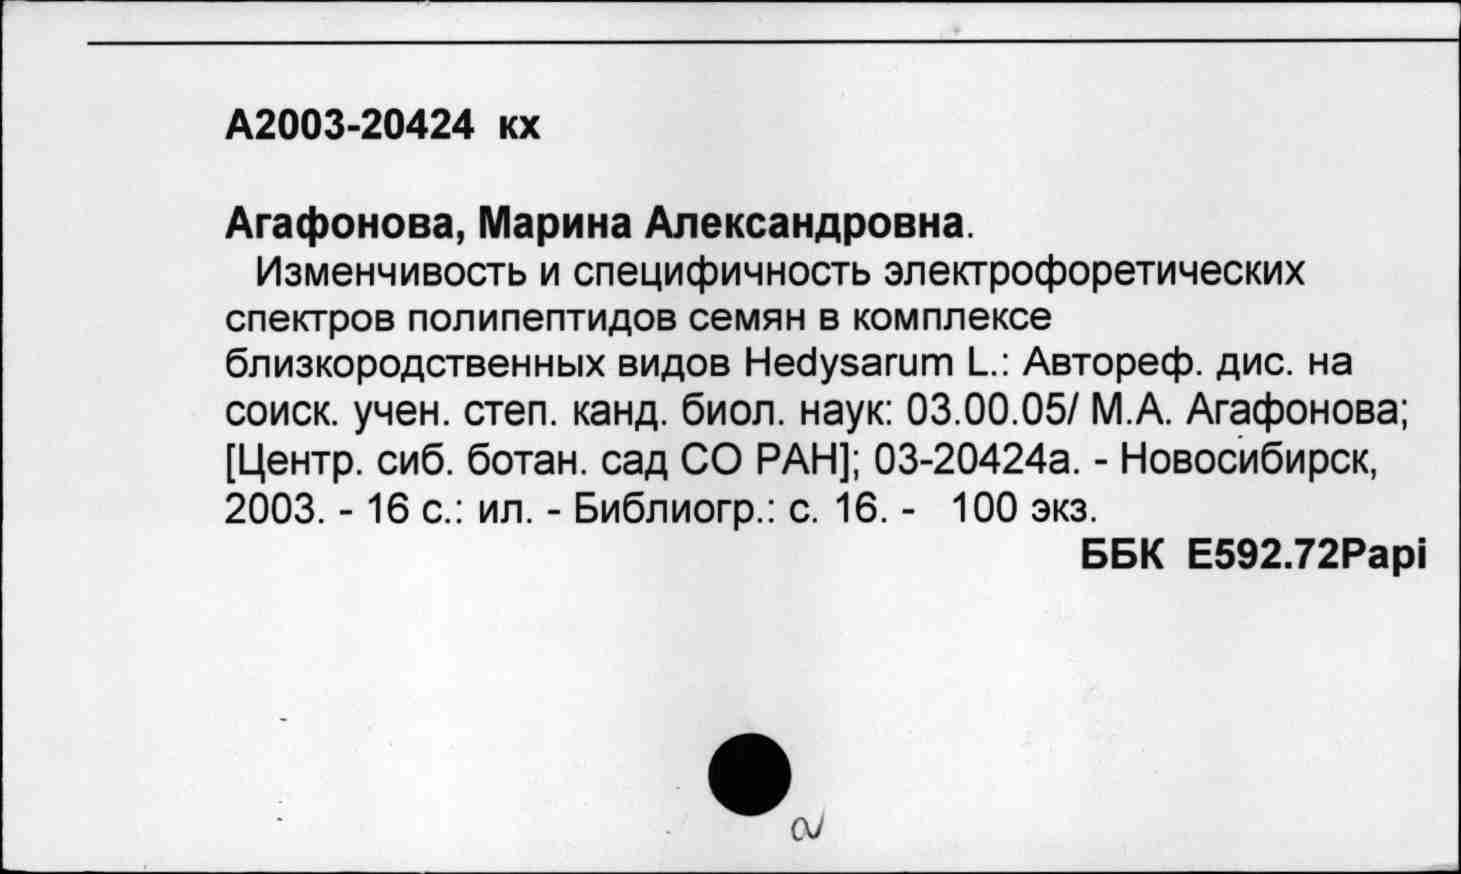 А2003-20424 кх
Агафонова, Марина Александровна.
Изменчивость и специфичность электрофоретических
спектров полипептидов семян в комплексе
близкородственных видов Hedysarum L.: Автореф. дис. на
соиск. учен. степ. канд. биол. наук: 03.00.05/ М.А. Агафонова;
[Центр. сиб. ботан. сад СО РАН]; 03-20424а. - Новосибирск,
2003. - 16 с.: ил. - Библиогр.: с. 16. - 100 экз.
ББК Е592.72Рарi